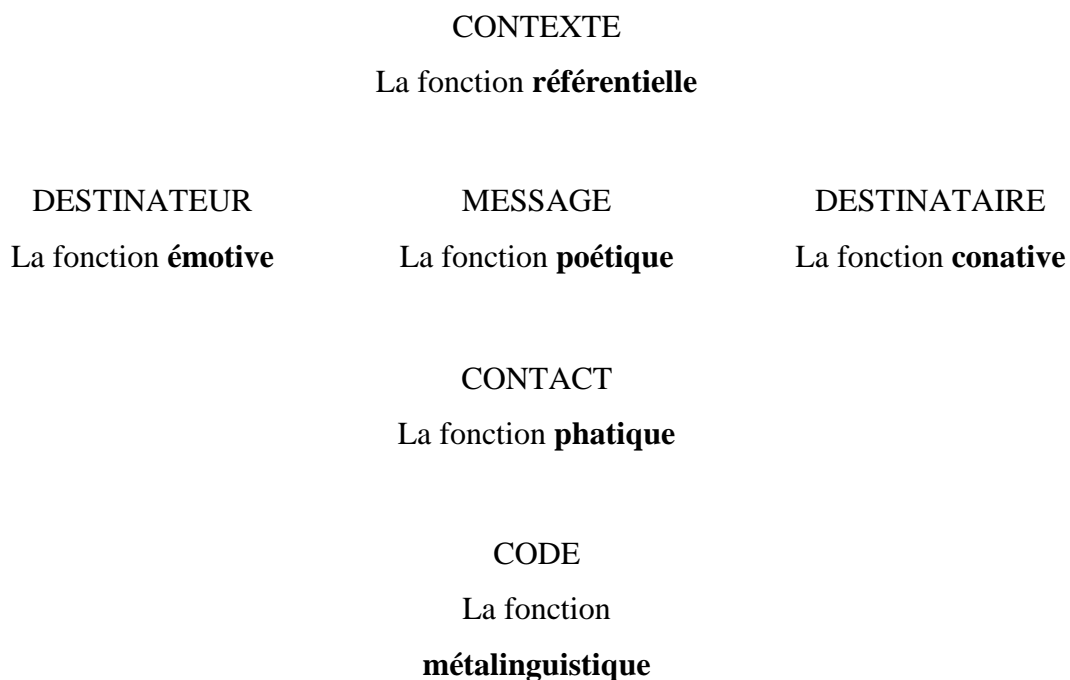 CONTEXTE
La fonction référentielle
DESTINATEUR MESSAGE DESTINATAIRE
La fonction émotive La fonction poétique La fonction conative
CONTACT
La fonction phatique
CODE
La fonction
métalinguistique